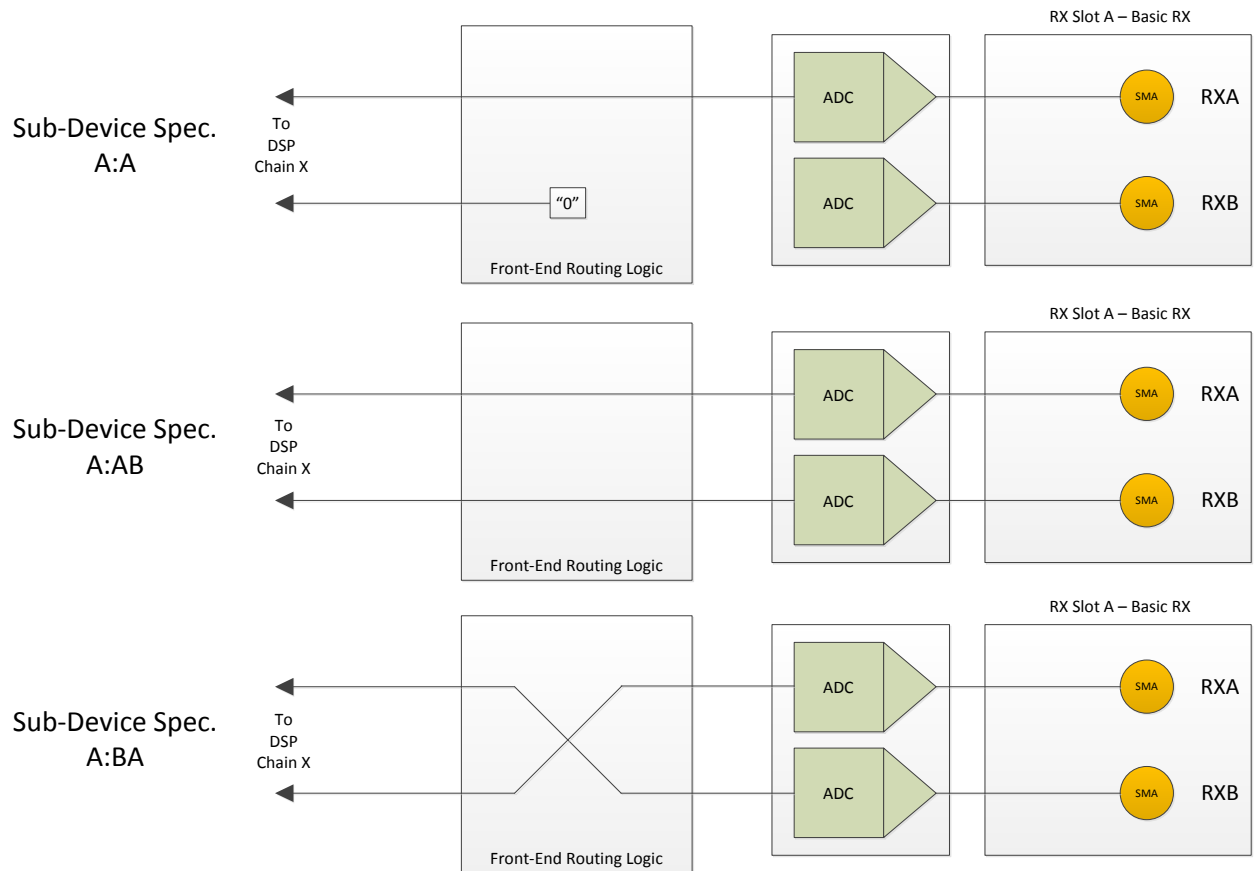 RX Slot A – Basic RX
ADC
SMA
RXA
Sub-Device Spec.
A:A
To
DSP
Chain X
"0"
ADC
SMA
RXB
Front-End Routing Logic
RX Slot A – Basic RX
ADC
SMA
RXA
Sub-Device Spec.
A:AB
To
DSP
Chain X
ADC
SMA
RXB
Front-End Routing Logic
RX Slot A – Basic RX
ADC
SMA
RXA
Sub-Device Spec.
A:BA
To
DSP
Chain X
ADC
SMA
RXB
Front-End Routing Logic